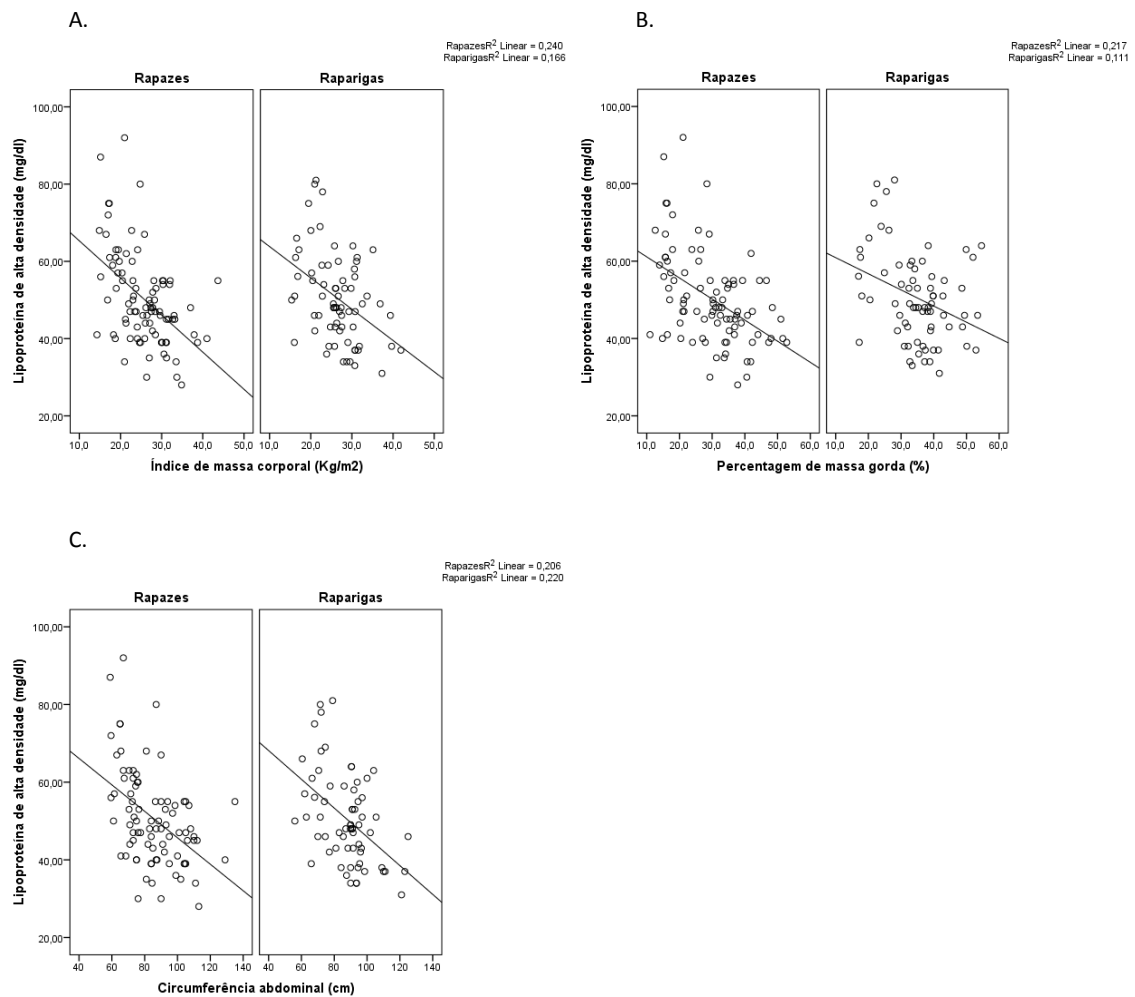 A.
RapazesR² Linear = 0,240
RaparigasR² Linear = 0,166
Rapazes
Raparigas
Lipoproteina de alta densidade (mg/dl)
100,00
80,00
60,00
40,00
20,00
10,0 20,0 30,0 40,0 50,0
10,0 20,0 30,0 40,0 50,0
Índice de massa corporal (Kg/m2)
B.
RapazesR² Linear = 0,217
RaparigasR² Linear = 0,111
Rapazes
Raparigas
Lipoproteina de alta densidade (mg/dl)
100,00
80,00
60,00
40,00
20,00
10,0 20,0 30,0 40,0 50,0 60,0
10,0 20,0 30,0 40,0 50,0 60,0
Percentagem de massa gorda (%)
C.
RapazesR² Linear = 0,206
RaparigasR² Linear = 0,220
Rapazes
Raparigas
Lipoproteina de alta densidade (mg/dl)
100,00
80,00
60,00
40,00
20,00
40 60 80 100 120 140
40 60 80 100 120 140
Circumferência abdominal (cm)